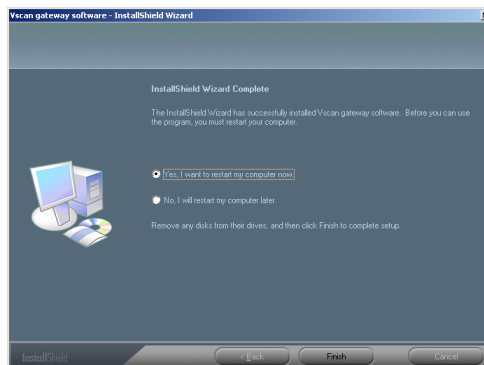 Vscan gateway software - InstallShield Wizard
InstallShield Wizard Complete
The InstallShield Wizard has successfully installed Vscan gateway software. Before you can use
the program, you must restart your computer.
Yes, I want to restart my computer now.
No, I will restart my computer later.
Remove any disks from their drives, and then click Finish to complete setup.
InstallShield
< Back
Finish
Cancel